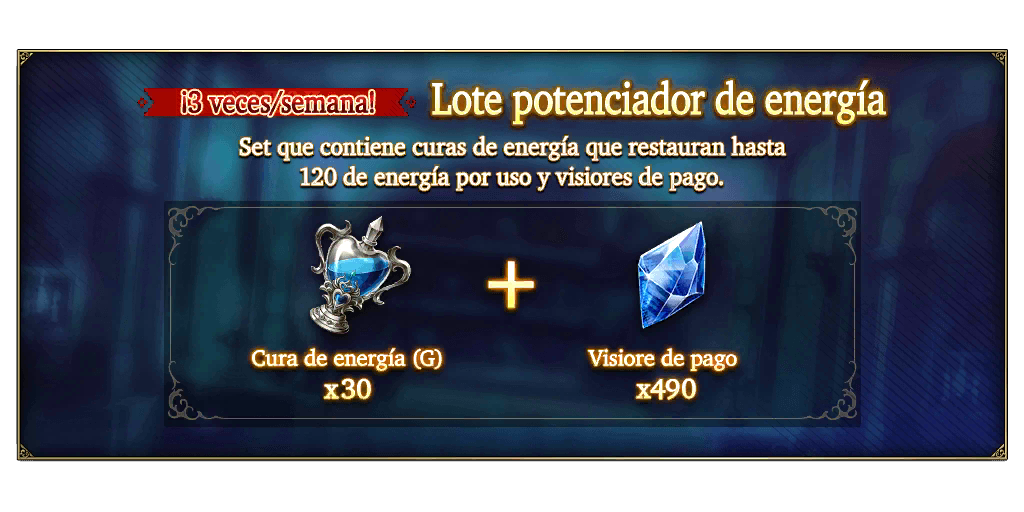 ¡3 veces/semana!
Lote potenciador de energía
Set que contiene curas de energía que restauran hasta
120 de energía por uso y visiores de pago.
+
Cura de energía (G)
x30
Visiore de pago
x490